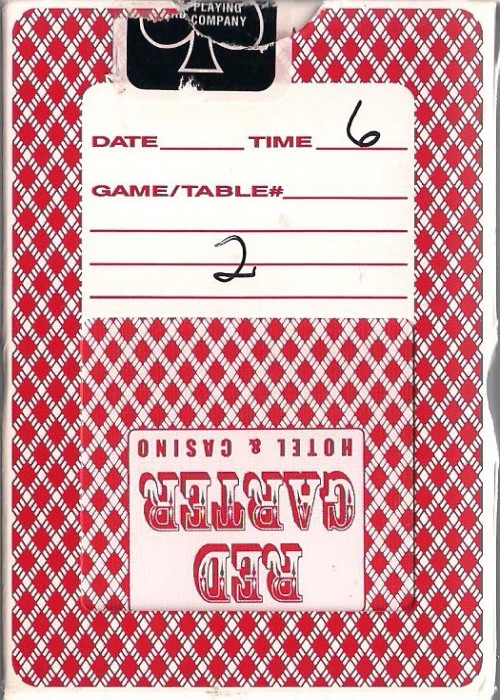 PLAYING
COMPANY
DATE TIME 6
GAME/TABLE#
2
HOTEL & CASINO
GARTER
RED